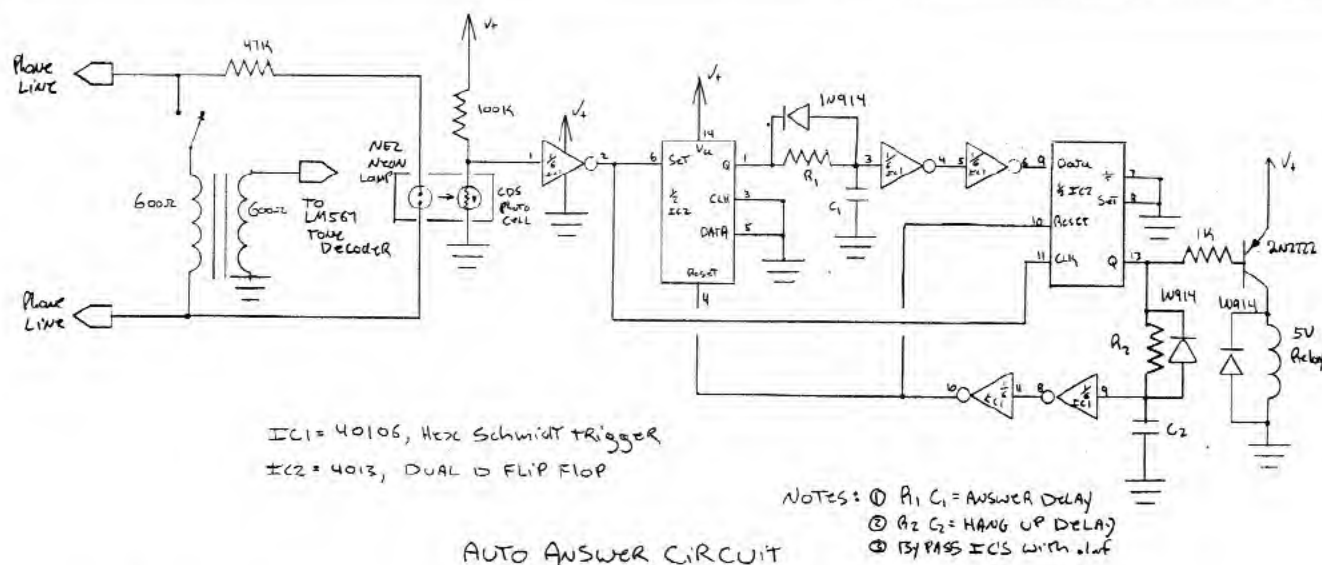 Phone
Line
47K
V+
100K
NE2
Neon
Lamp
CDS
Photo
Cell
600Ω
600Ω
To
LM567
Tone
Decoder
Phone
Line
V+
1
1/6
IC1
2
V+
14
Vcc
6
Set
Q
1
1/2
IC2
CLK
3
DATA
5
Reset
4
1N914
R1
C1
3
1/6
IC1
4
5
1/6
IC1
6
9
Data
1/2 IC2
7
Set
8
10
Reset
11
CLK
Q
13
1K
V+
2N2222
1N914
1N914
R2
5V
Relay
10
1/6
IC1
11
8
1/6
IC1
9
C2
IC1 = 40106, Hex Schmidt trigger
IC2 = 4013, DUAL D FLIP FLOP
NOTES: ① R1 C1 = ANSWER DELAY
② R2 C2 = HANG UP DELAY
③ BYPASS IC'S with .1uf
AUTO ANSWER CIRCUIT